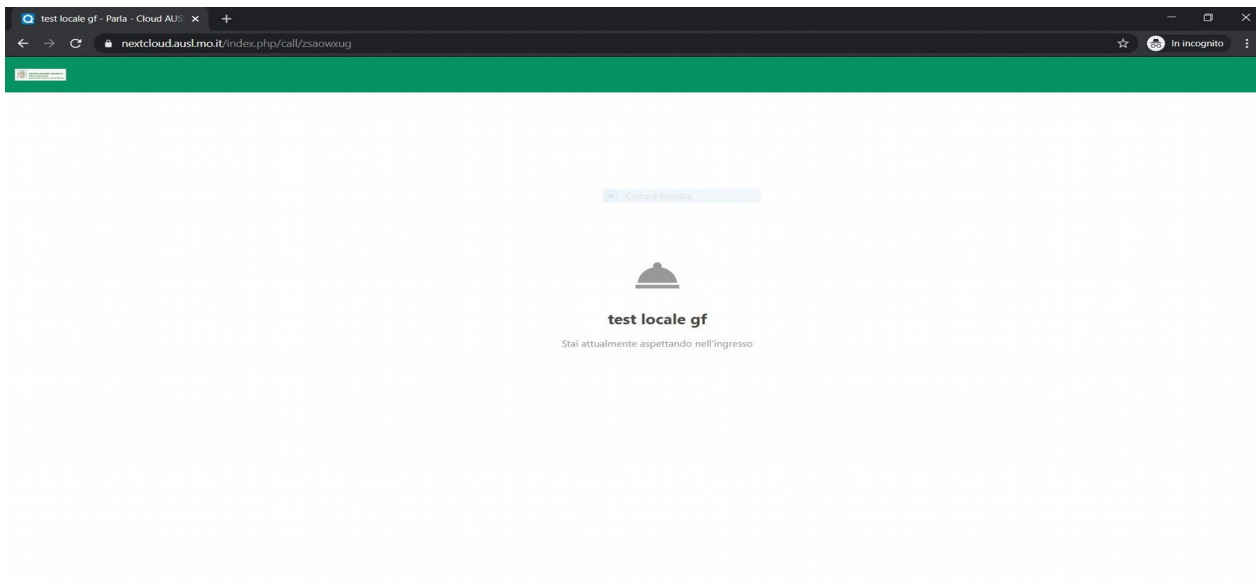 test locale gf - Parla - Cloud AUS
nextcloud.ausl.mo.it/index.php/call/zsaowxug
In incognito
Cattura finestra
test locale gf
Stai attualmente aspettando nell'ingresso